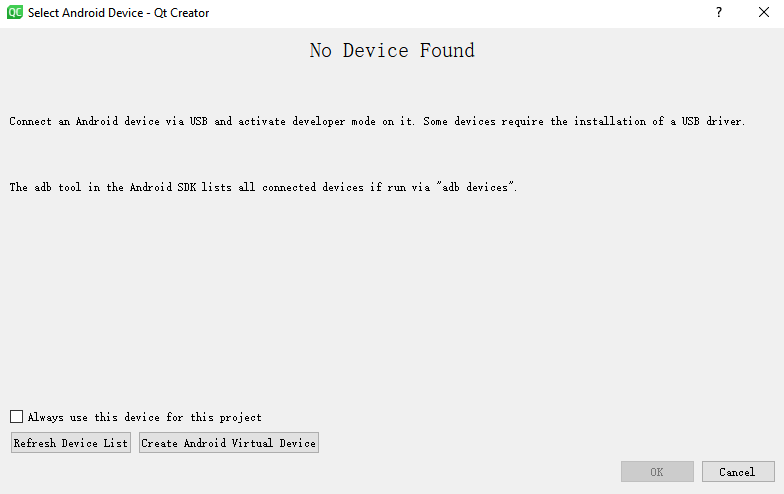 QC Select Android Device - Qt Creator
? 
No Device Found
Connect an Android device via USB and activate developer mode on it. Some devices require the installation of a USB driver.
The adb tool in the Android SDK lists all connected devices if run via "adb devices".
Always use this device for this project
Refresh Device List Create Android Virtual Device
OK Cancel